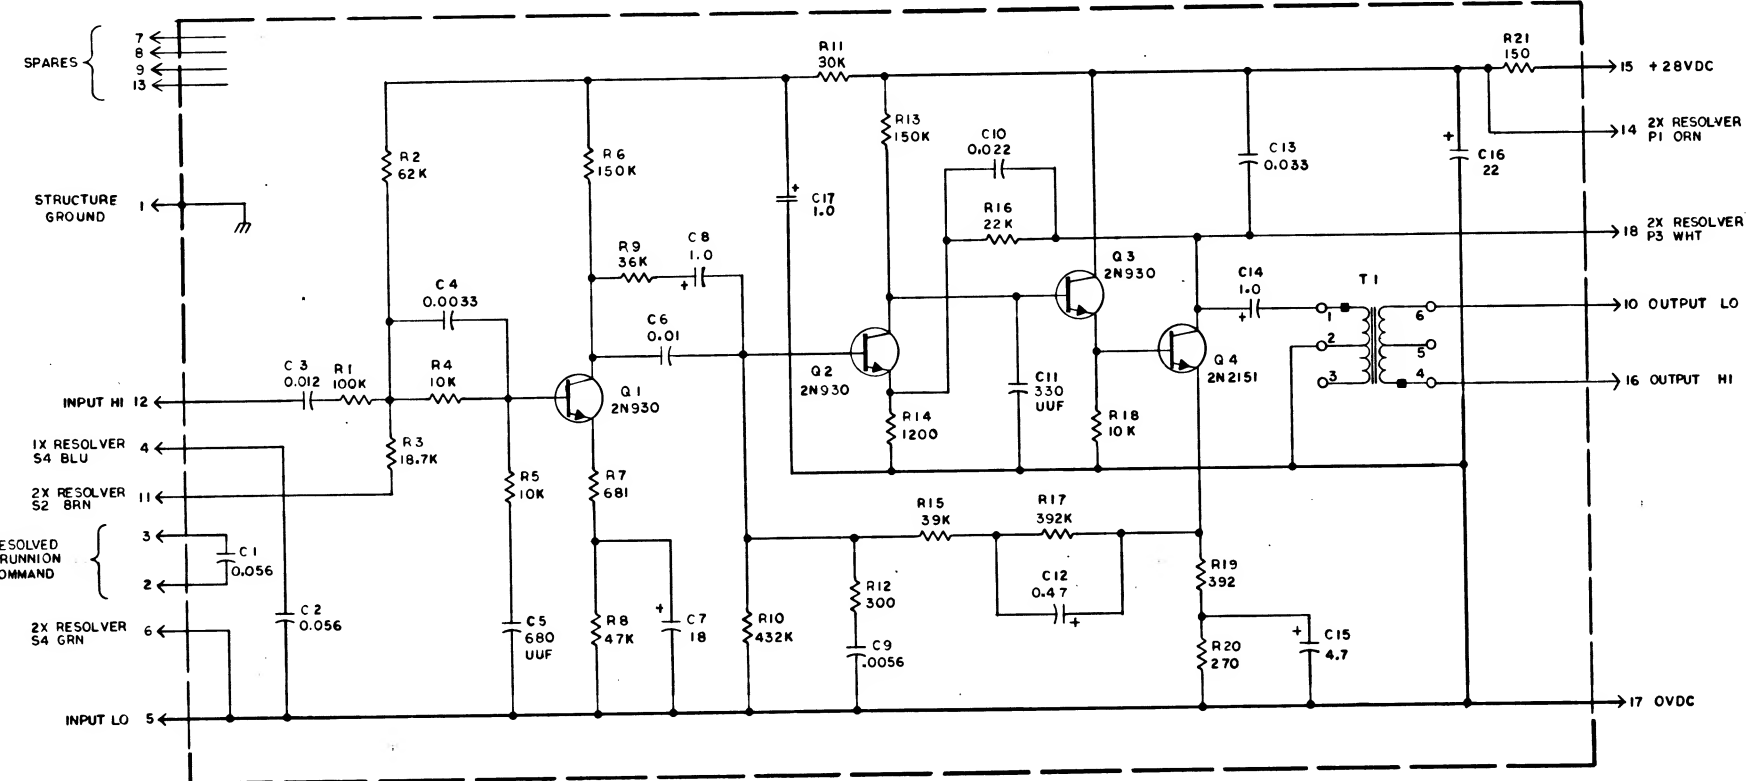 SPARES
7
8
9
13
STRUCTURE
GROUND
1
INPUT HI 12
1X RESOLVER
S4 BLU
4
2X RESOLVER
S2 BRN
11
ESOLVED
RUNNION
OMMAND
3
2
2X RESOLVER
S4 GRN
6
INPUT LO 5
C1
0.056
C2
0.056
C3
0.012
R1
100K
R2
62K
R3
18.7K
C4
0.0033
R4
10K
R5
10K
C5
680
UUF
R6
150K
Q1
2N930
R7
681
R8
47K
+
C7
18
R9
36K
C8
1.0
+
C6
0.01
R10
432K
R11
30K
+
C17
1.0
Q2
2N930
R13
150K
R14
1200
C10
0.022
R16
22K
C11
330
UUF
Q3
2N930
R18
10K
Q4
2N2151
R12
300
C9
.0056
R15
39K
R17
392K
C12
0.47
+
R19
392
R20
270
+
C15
4.7
C13
0.033
C14
1.0
+
T1
1
2
3
6
5
4
+
C16
22
R21
150
15 +28VDC
14
2X RESOLVER
P1 ORN
18
2X RESOLVER
P3 WHT
10 OUTPUT LO
16 OUTPUT HI
17 0VDC